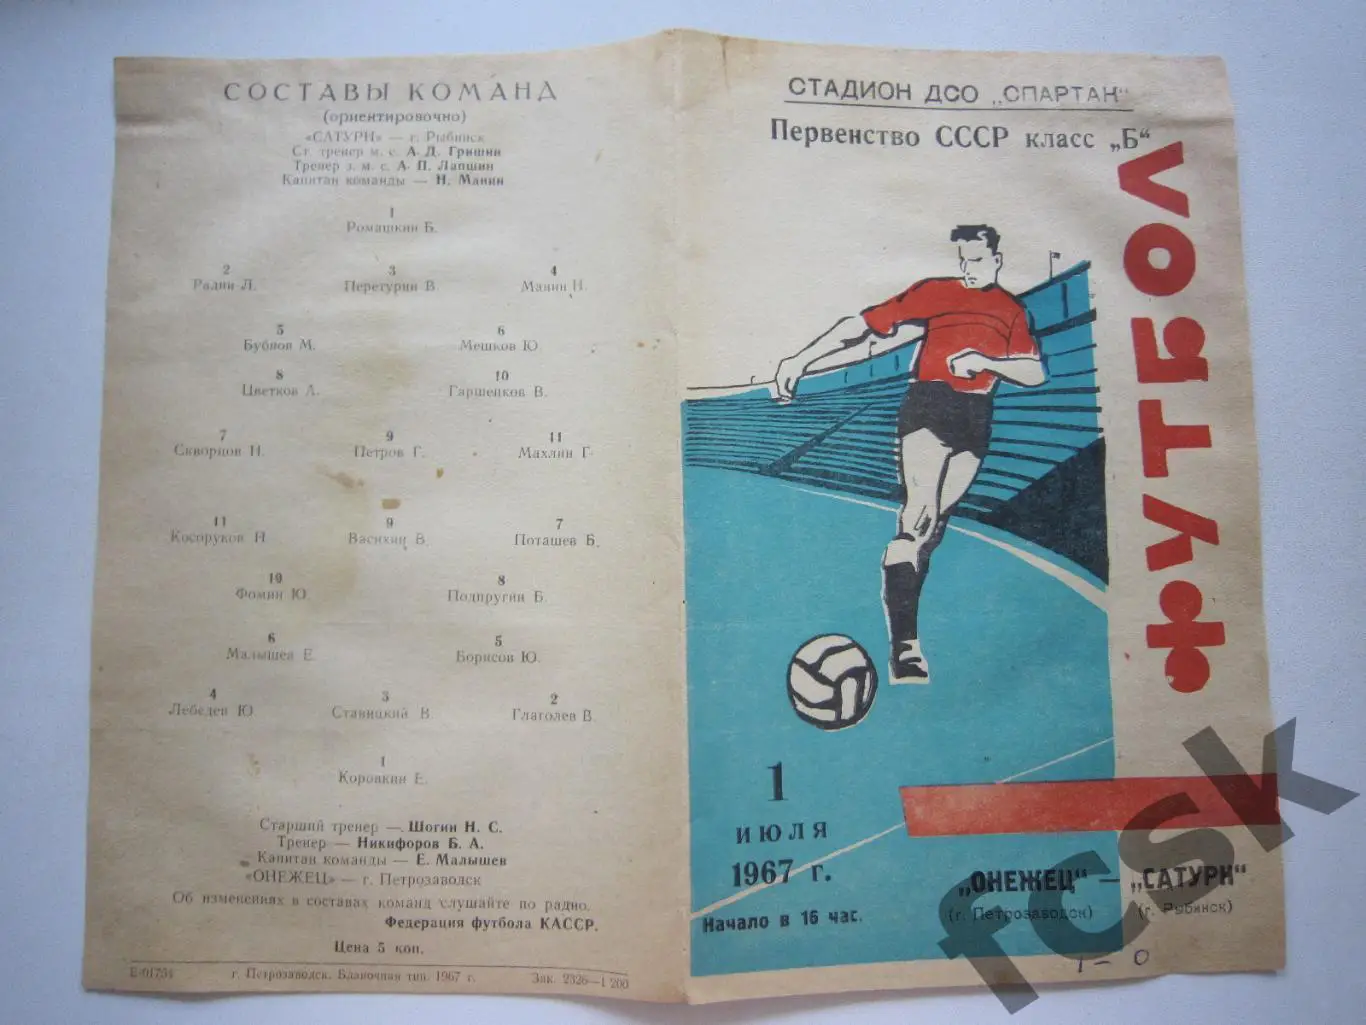 СОСТАВЫ КОМАНД
(ориентировочно)
«САТУРН» — г. Рыбинск
Ст. тренер м. с. А. Д. Гришин
Тренер з. м. с. А. П. Лапшин
Капитан команды — Н. Манин
1
Ромашкин Б.
2 3 4
Радин Л. Перетурин В. Манин Н.
5 6
Бубнов М. Мешков Ю.
8 10
Цветков А. Гаршенков В.
7 9 11
Скворцов Н. Петров Г. Махлин Г.
11 9 7
Косоруков Н. Васихин В. Поташев Б.
10 8
Фомин Ю. Подпругин Б.
6 5
Малышев Е. Борисов Ю.
4 3 2
Лебедев Ю. Ставицкий В. Глаголев В.
1
Коровкин Е.
Старший тренер — Шогин Н. С.
Тренер — Никифоров Б. А.
Капитан команды — Е. Малышев
«ОНЕЖЕЦ» — г. Петрозаводск
Об изменениях в составах команд слушайте по радио.
Федерация футбола КАССР.
Цена 5 коп.
Е-01754 г. Петрозаводск. Бланочная тип. 1967 г. Зак. 2326—1 200
СТАДИОН ДСО „СПАРТАК"
Первенство СССР класс „Б"
ФУТБОЛ
1
ИЮЛЯ
1967 г.
Начало в 16 час.
„ОНЕЖЕЦ" — „САТУРН"
(г. Петрозаводск) (г. Рыбинск)
1 - 0
fcsk